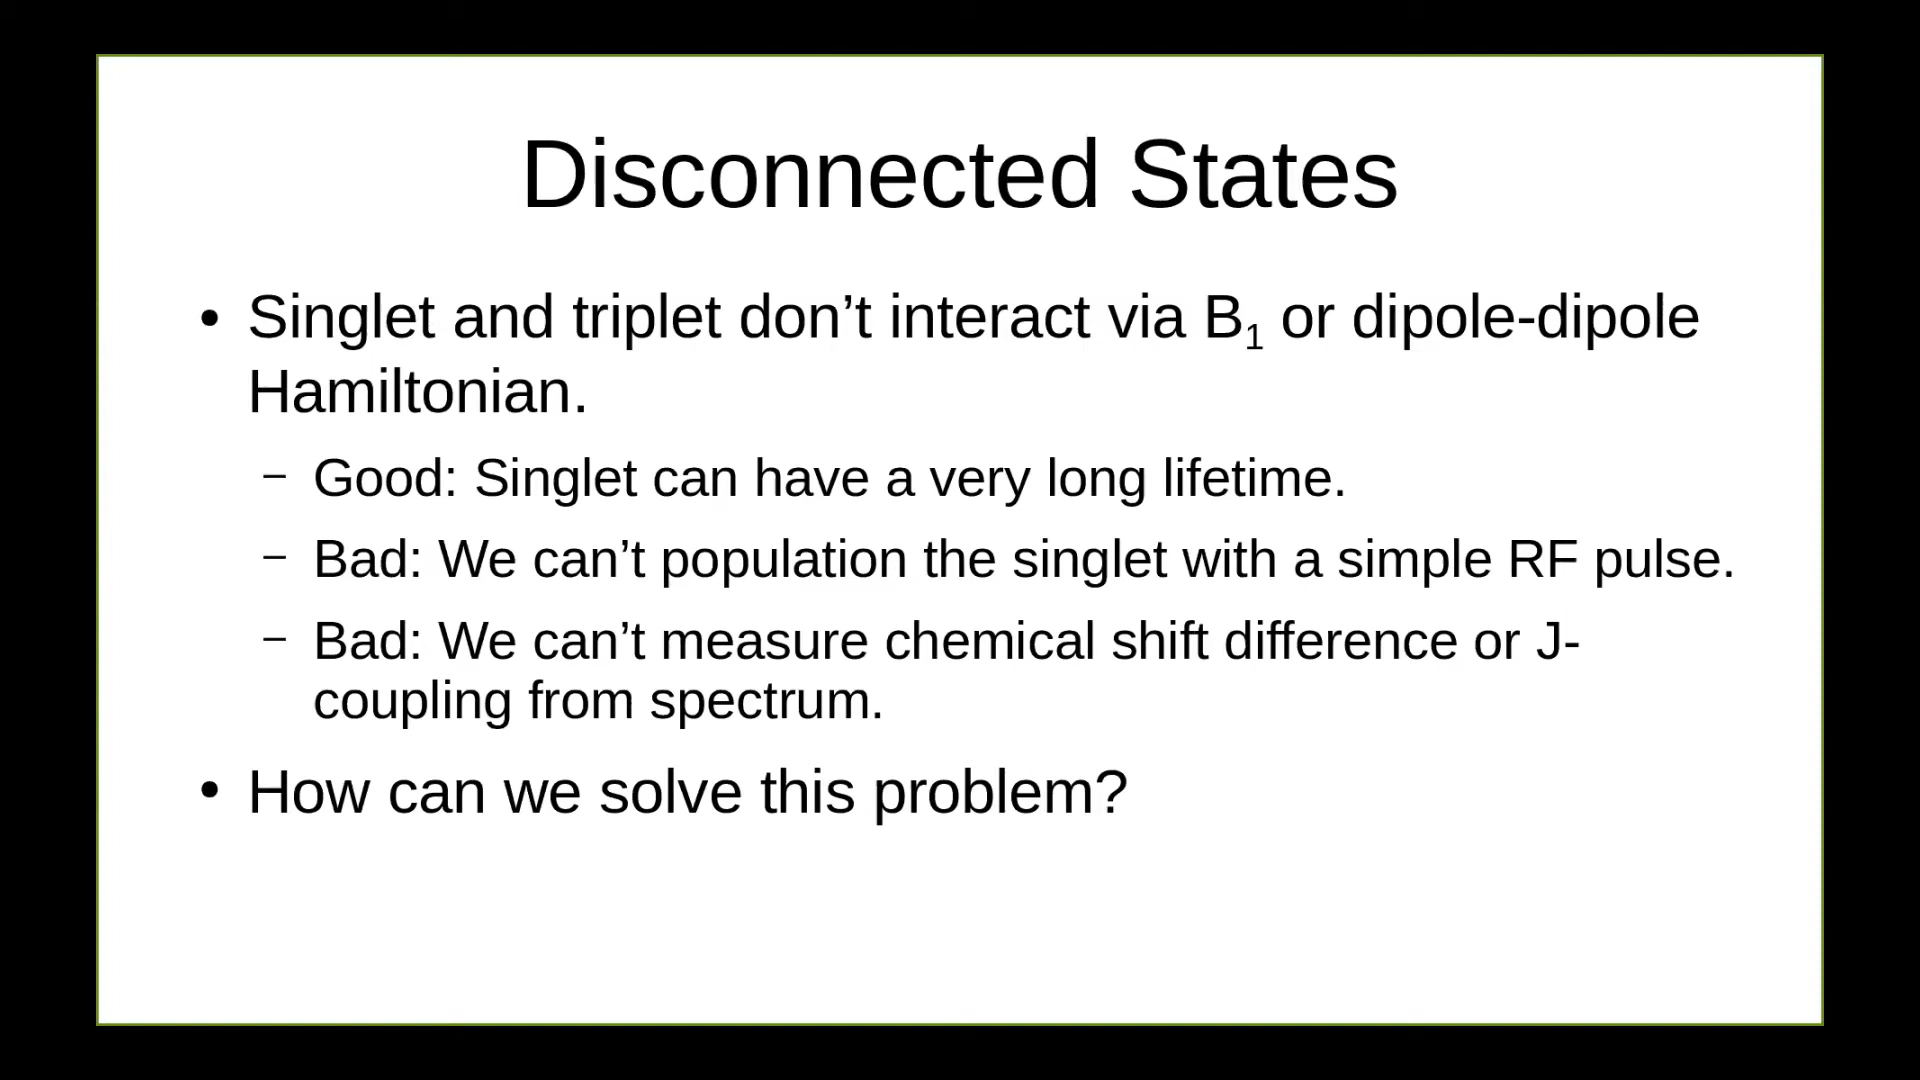 Disconnected States
• Singlet and triplet don’t interact via B₁ or dipole-dipole
Hamiltonian.
– Good: Singlet can have a very long lifetime.
– Bad: We can’t population the singlet with a simple RF pulse.
– Bad: We can’t measure chemical shift difference or J-
coupling from spectrum.
• How can we solve this problem?